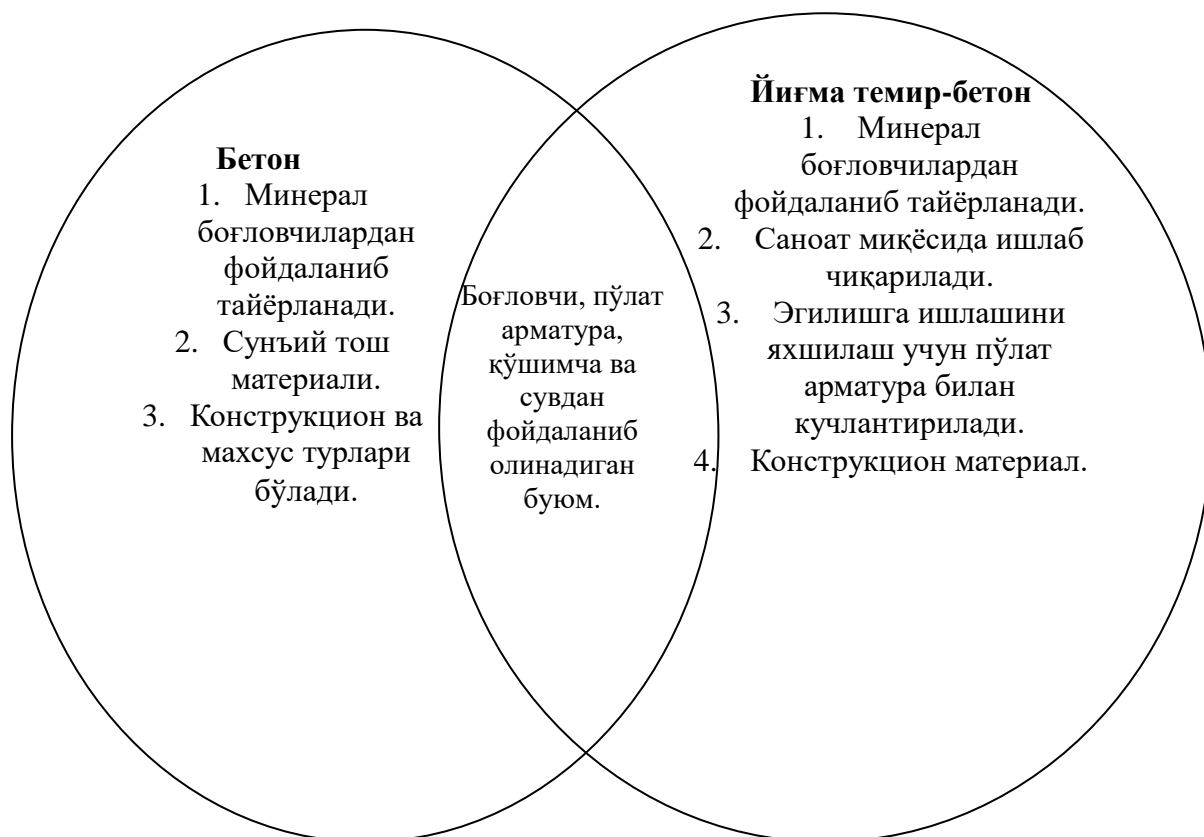 Бетон
1. Минерал
боғловчилардан
фойдаланиб
тайёрланади.
2. Сунъий тош
материали.
3. Конструкцион ва
махсус турлари
бўлади.
Боғловчи, пўлат
арматура,
қўшимча ва
сувдан
фойдаланиб
олинадиган
буюм.
Йиғма темир-бетон
1. Минерал
боғловчилардан
фойдаланиб тайёрланади.
2. Саноат миқёсида ишлаб
чиқарилади.
3. Эгилишга ишлашини
яхшилаш учун пўлат
арматура билан
кучлантирилади.
4. Конструкцион материал.